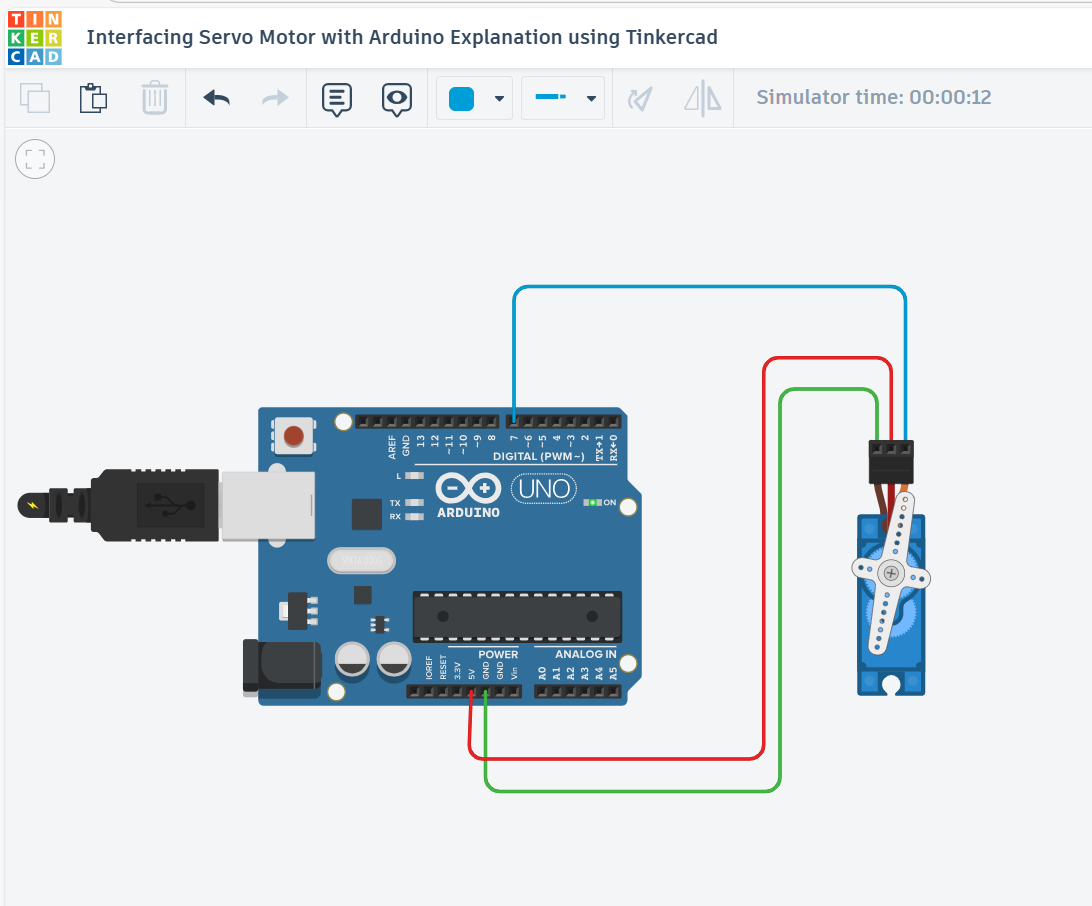 TIN
KER
CAD
Interfacing Servo Motor with Arduino Explanation using Tinkercad
Simulator time: 00:00:12
AREF
GND
13
12
~11
~10
~9
8
7
~6
~5
4
~3
2
TX→1
RX←0
DIGITAL (PWM~)
L
TX
RX
UNO
ARDUINO
ON
POWER
ANALOG IN
IOREF
RESET
3.3V
5V
GND
GND
Vin
A0
A1
A2
A3
A4
A5